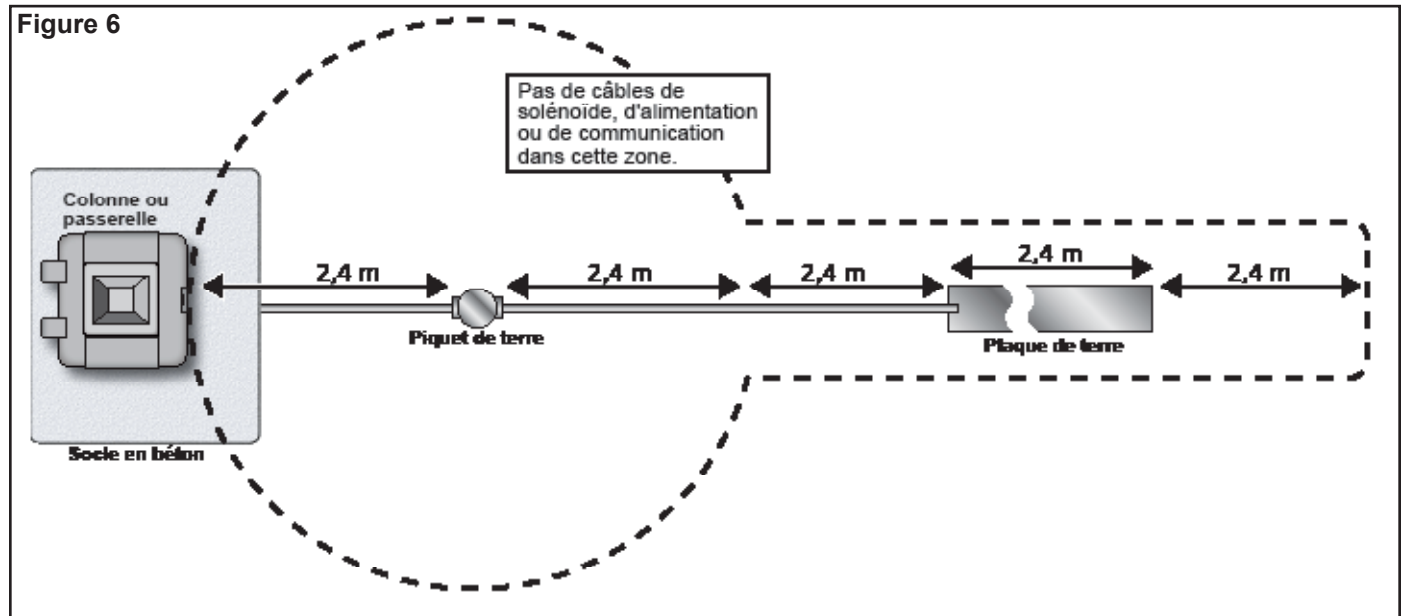 Figure 6
Pas de câbles de
solénoïde, d'alimentation
ou de communication
dans cette zone.
Colonne ou
passerelle
2,4 m
2,4 m
2,4 m
2,4 m
2,4 m
Piquet de terre
Plaque de terre
Socle en béton